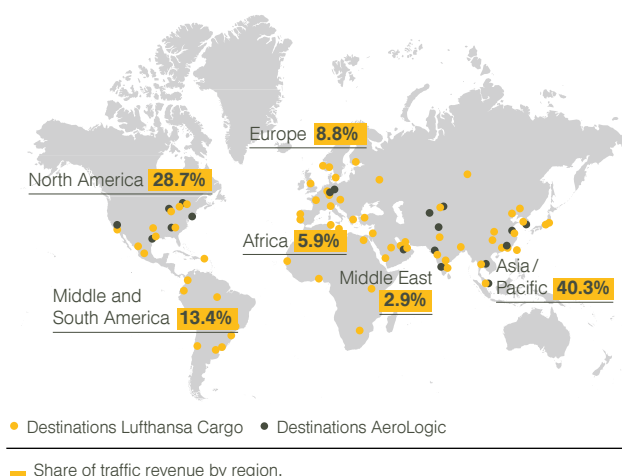 Europe 8.8%
North America 28.7%
Africa 5.9%
Middle East
2.9%
Asia/
Pacific 40.3%
Middle and
South America 13.4%
Destinations Lufthansa Cargo
Destinations AeroLogic
Share of traffic revenue by region.